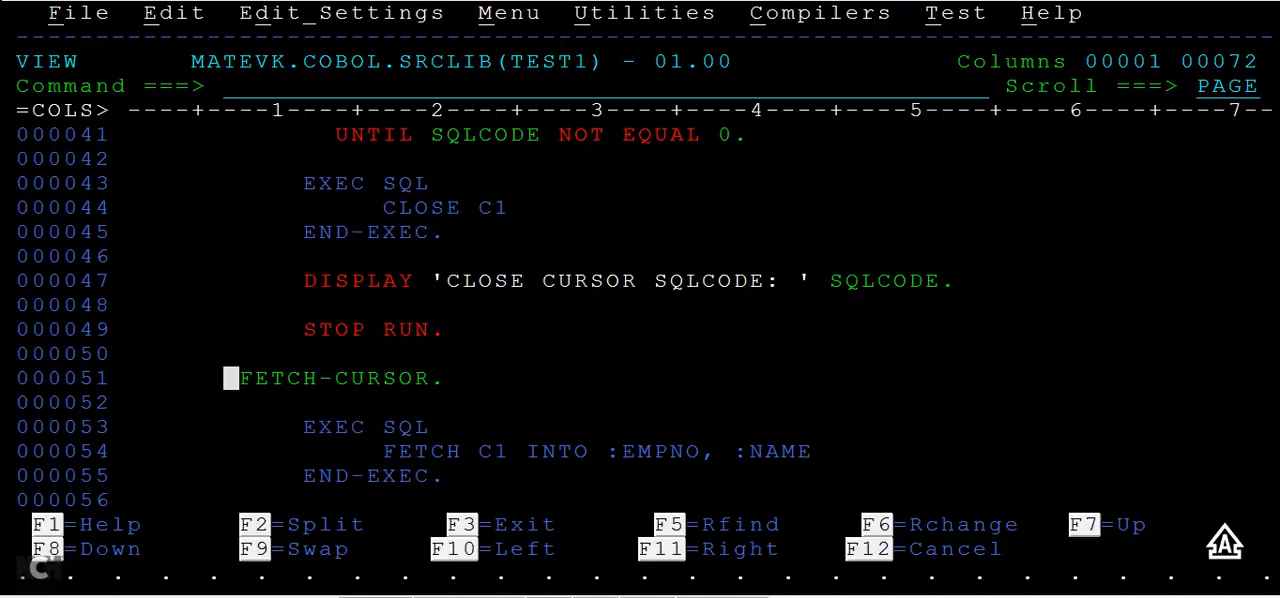 File Edit Edit_Settings Menu Utilities Compilers Test Help
VIEW MATEVK.COBOL.SRCLIB(TEST1) - 01.00 Columns 00001 00072
Command ===> Scroll ===> PAGE
=COLS> ----+----1----+----2----+----3----+----4----+----5----+----6----+----7--
000041 UNTIL SQLCODE NOT EQUAL 0.
000042
000043 EXEC SQL
000044 CLOSE C1
000045 END-EXEC.
000046
000047 DISPLAY 'CLOSE CURSOR SQLCODE: ' SQLCODE.
000048
000049 STOP RUN.
000050
000051 FETCH-CURSOR.
000052
000053 EXEC SQL
000054 FETCH C1 INTO :EMPNO, :NAME
000055 END-EXEC.
000056
F1=Help F2=Split F3=Exit F5=Rfind F6=Rchange F7=Up
F8=Down F9=Swap F10=Left F11=Right F12=Cancel
A